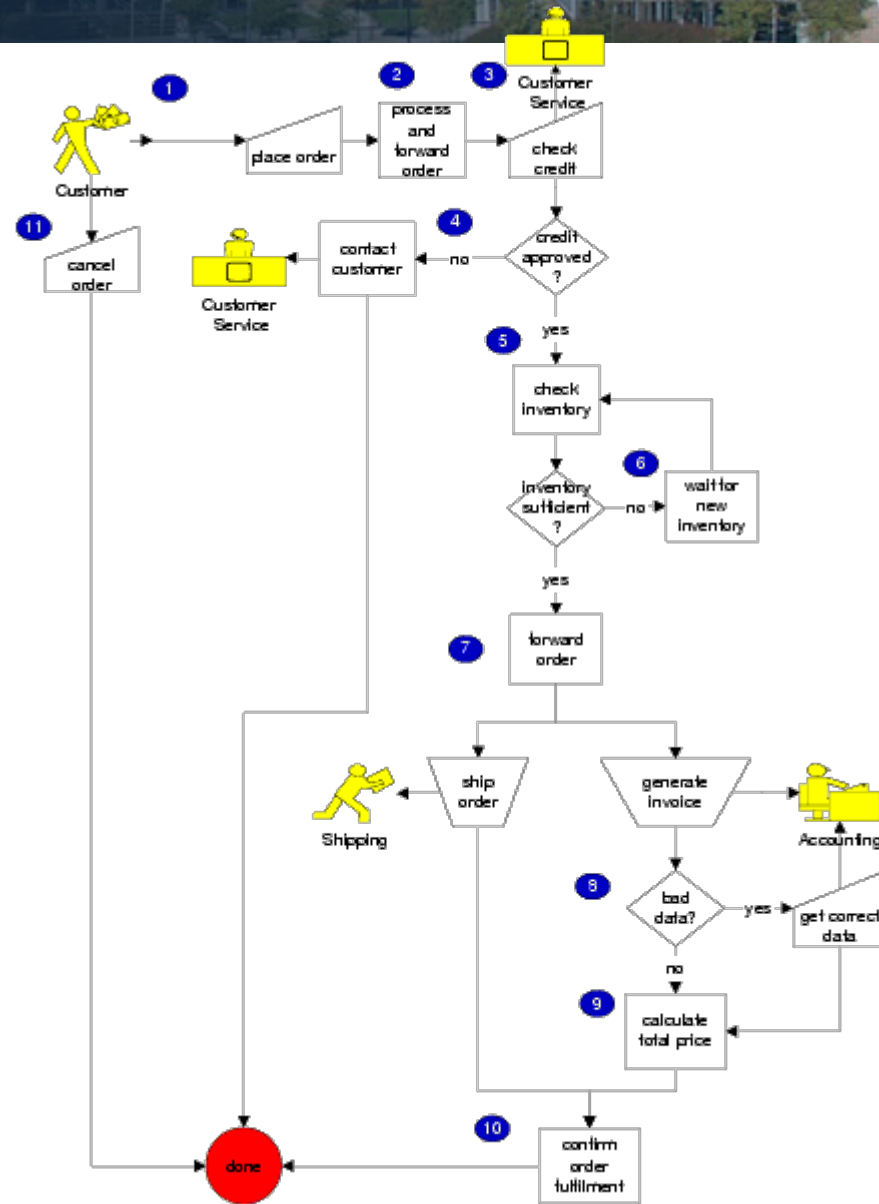 1
2
3
Customer
Service
process
and
forward
order
place order
check
credit
Customer
11
cancel
order
4
contact
customer
no
credit
approved
?
Customer
Service
yes
5
check
inventory
6
inventory
sufficient
?
no
wait for
new
inventory
yes
7
forward
order
ship
order
generate
invoice
Shipping
Accounting
8
bad
data?
yes
get correct
data
no
9
calculate
total price
10
confirm
order
fulfilment
done